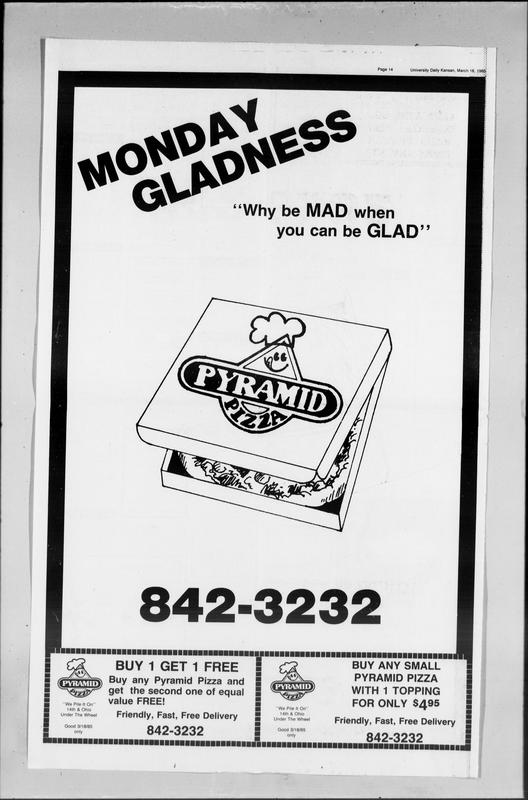 Page 14 University Daily Kansan, March 18, 1985
MONDAY
GLADNESS
“Why be MAD when
you can be GLAD”
PYRAMID
PIZZA
842-3232
PYRAMID
PIZZA
"We Pile it On"
14th & Ohio
Under The Wheel
Good 3/18/85
only
BUY 1 GET 1 FREE
Buy any Pyramid Pizza and
get the second one of equal
value FREE!
Friendly, Fast, Free Delivery
842-3232
PYRAMID
PIZZA
"We Pile it On"
14th & Ohio
Under The Wheel
Good 3/18/85
only
BUY ANY SMALL
PYRAMID PIZZA
WITH 1 TOPPING
FOR ONLY $4.95
Friendly, Fast, Free Delivery
842-3232